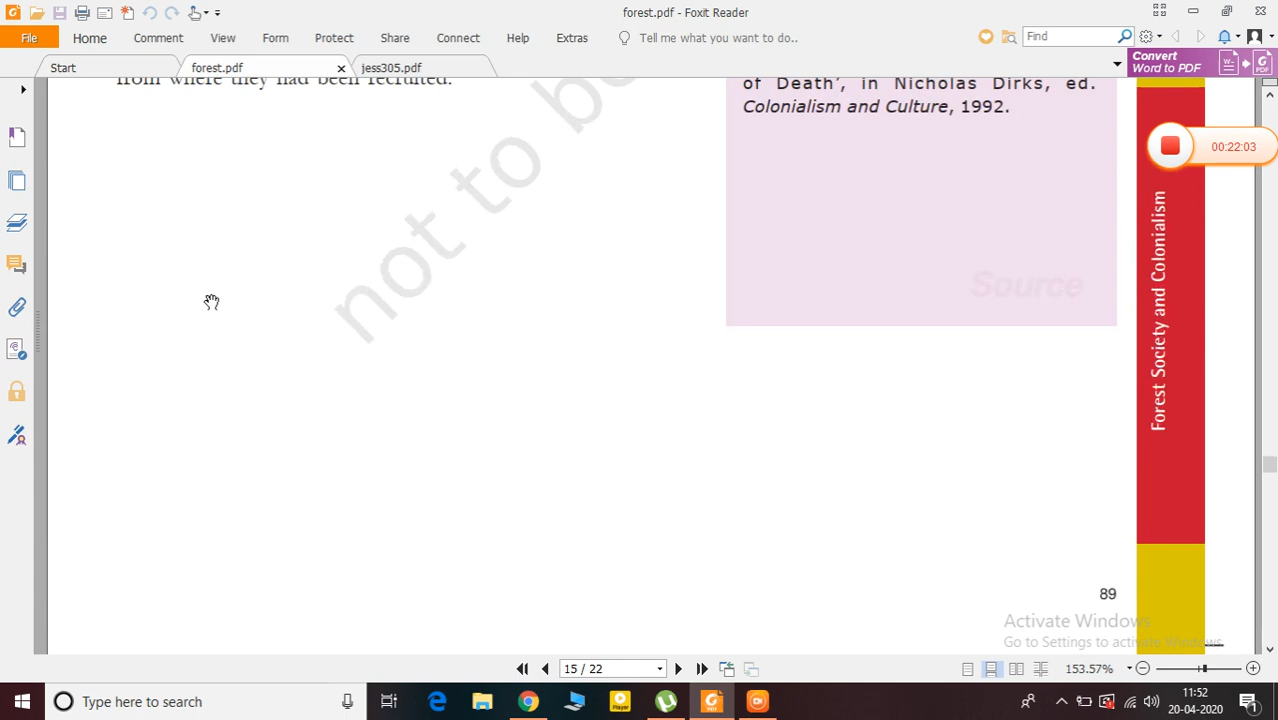 forest.pdf - Foxit Reader
File Home Comment View Form Protect Share Connect Help Extras Tell me what you want to do.. Find
Start forest.pdf jess305.pdf
Convert
Word to PDF
from where they had been recruited.
of Death’, in Nicholas Dirks, ed.
Colonialism and Culture, 1992.
00:22:03
not to be
Source
Forest Society and Colonialism
89
Activate Windows
Go to Settings to activate Windows.
15 / 22
153.57%
Type here to search
Player
11:52
20-04-2020
1